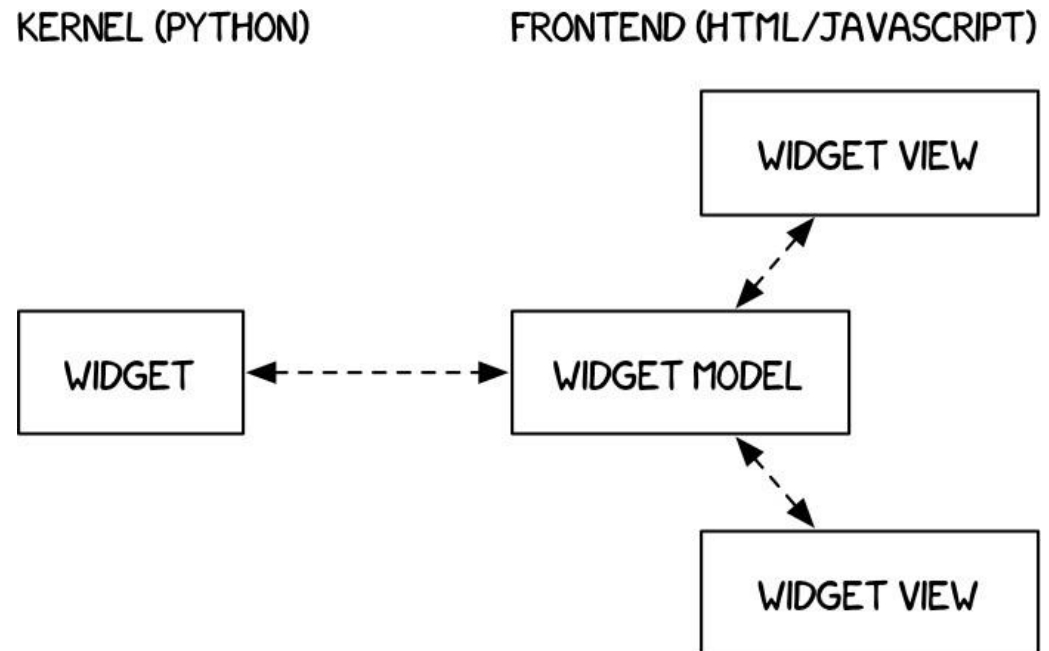 KERNEL (PYTHON)
FRONTEND (HTML/JAVASCRIPT)
WIDGET VIEW
WIDGET
WIDGET MODEL
WIDGET VIEW